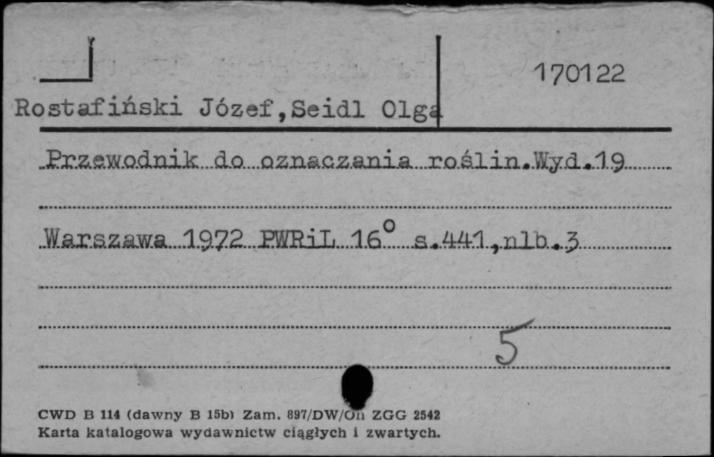 170122
Rostafiński Józef,Seidl Olga
Przewodnik do oznaczania roślin.Wyd.19
Warszawa 1972 PWRiL 16° s.441,nlb.3
5
CWD B 114 (dawny B 15b) Zam. 897/DW/On ZGG 2542
Karta katalogowa wydawnictw ciągłych i zwartych.